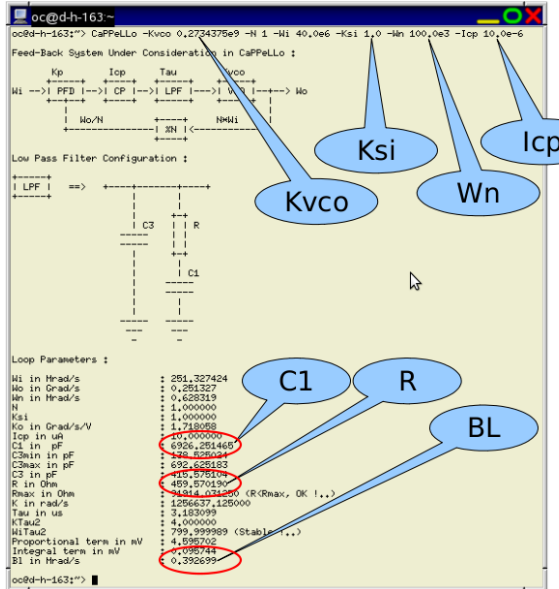 oc@d-h-163:~
oc@d-h-163:~> CaPPeLLo -Kvco 0.2734375e9 -N 1 -Wi 40.0e6 -Ksi 1.0 -Wn 100.0e3 -Icp 10.0e-6
Feed-Back System Under Consideration in CaPPeLLo :
Kp Icp Tau Kvco
Wi -->| PFD |-->| CP |-->| LPF |-->| VCO |--+--> Wo
Wo/N N*Wi
| %N |<
Ksi
Icp
Kvco
Wn
Low Pass Filter Configuration :
| LPF | ==>
C3 R
C1
Loop Parameters :
C1
R
BL
Wi in Mrad/s : 251.327424
Wo in Grad/s : 0.251327
Wn in Mrad/s : 0.628319
N : 1.000000
Ksi : 1.000000
Ko in Grad/s/V : 1.718058
Icp in uA : 10.000000
C1 in pF : 6926.251465
C3min in pF : 178.525024
C3max in pF : 692.625183
C3 in pF : 415.575104
R in Ohm : 459.570190
Rmax in Ohm : 91914.031250 (R<Rmax, OK !..)
K in rad/s : 1256637.125000
Tau in us : 3.183099
KTau2 : 4.000000
WiTau2 : 799.999989 (Stable !..)
Proportional term in mV : 4.595702
Integral term in mV : 0.095744
Bl in Mrad/s : 0.392699
oc@d-h-163:~>